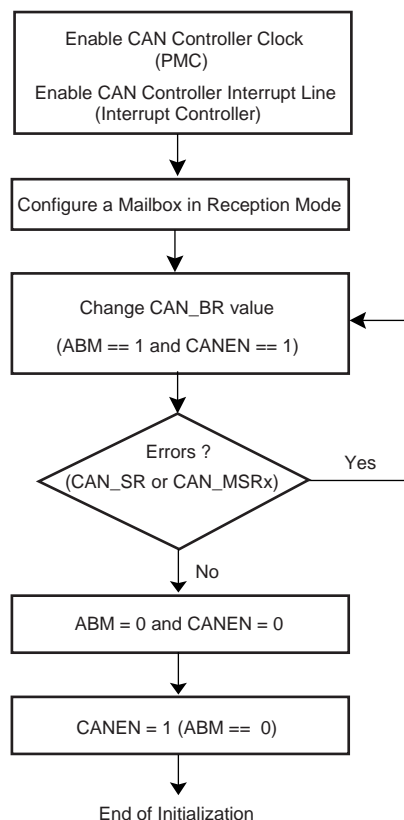 Enable CAN Controller Clock
(PMC)
Enable CAN Controller Interrupt Line
(Interrupt Controller)
Configure a Mailbox in Reception Mode
Change CAN_BR value
(ABM == 1 and CANEN == 1)
Errors ?
(CAN_SR or CAN_MSRx)
Yes
No
ABM = 0 and CANEN = 0
CANEN = 1 (ABM == 0)
End of Initialization